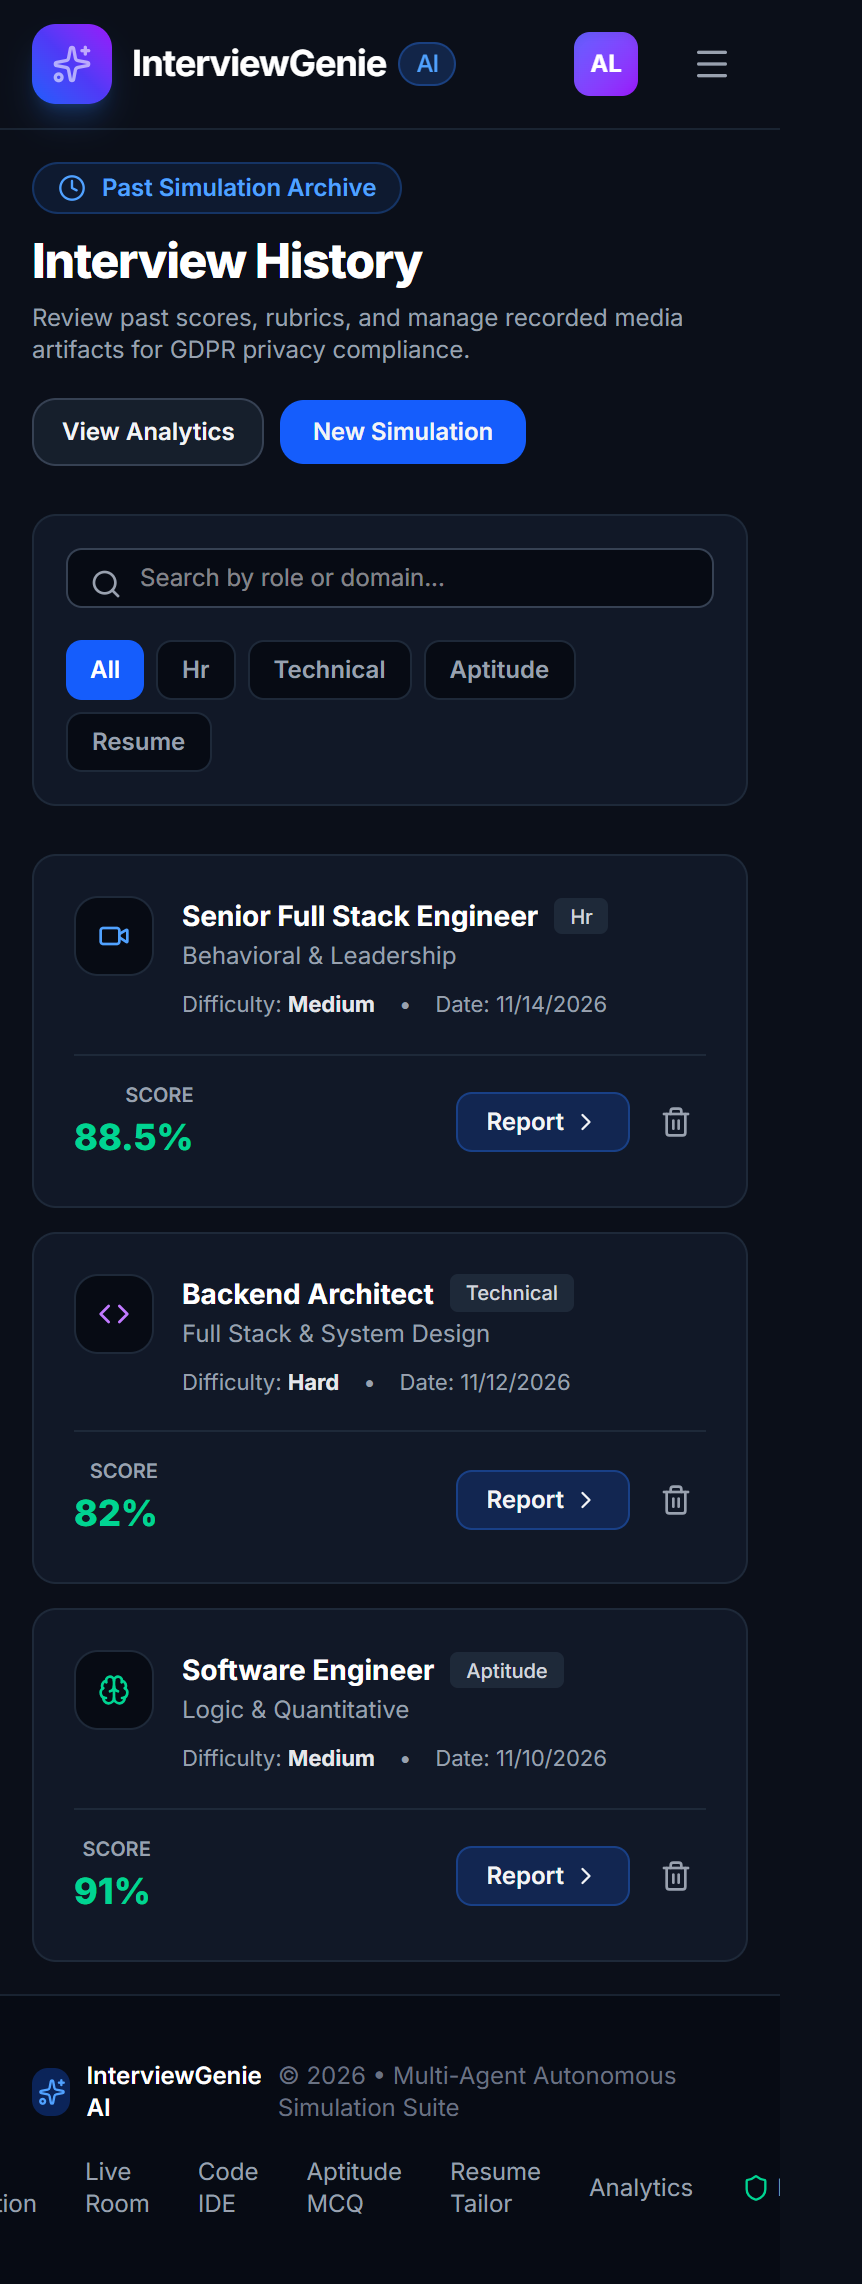 InterviewGenie AI AL
Past Simulation Archive
Interview History
Review past scores, rubrics, and manage recorded media
artifacts for GDPR privacy compliance.
View Analytics New Simulation
Search by role or domain...
All Hr Technical Aptitude
Resume
Senior Full Stack Engineer Hr
Behavioral & Leadership
Difficulty: Medium • Date: 11/14/2026
SCORE
88.5%
Report
Backend Architect Technical
Full Stack & System Design
Difficulty: Hard • Date: 11/12/2026
SCORE
82%
Report
Software Engineer Aptitude
Logic & Quantitative
Difficulty: Medium • Date: 11/10/2026
SCORE
91%
Report
InterviewGenie
AI
© 2026 • Multi-Agent Autonomous
Simulation Suite
Live
Room
Code
IDE
Aptitude
MCQ
Resume
Tailor
Analytics